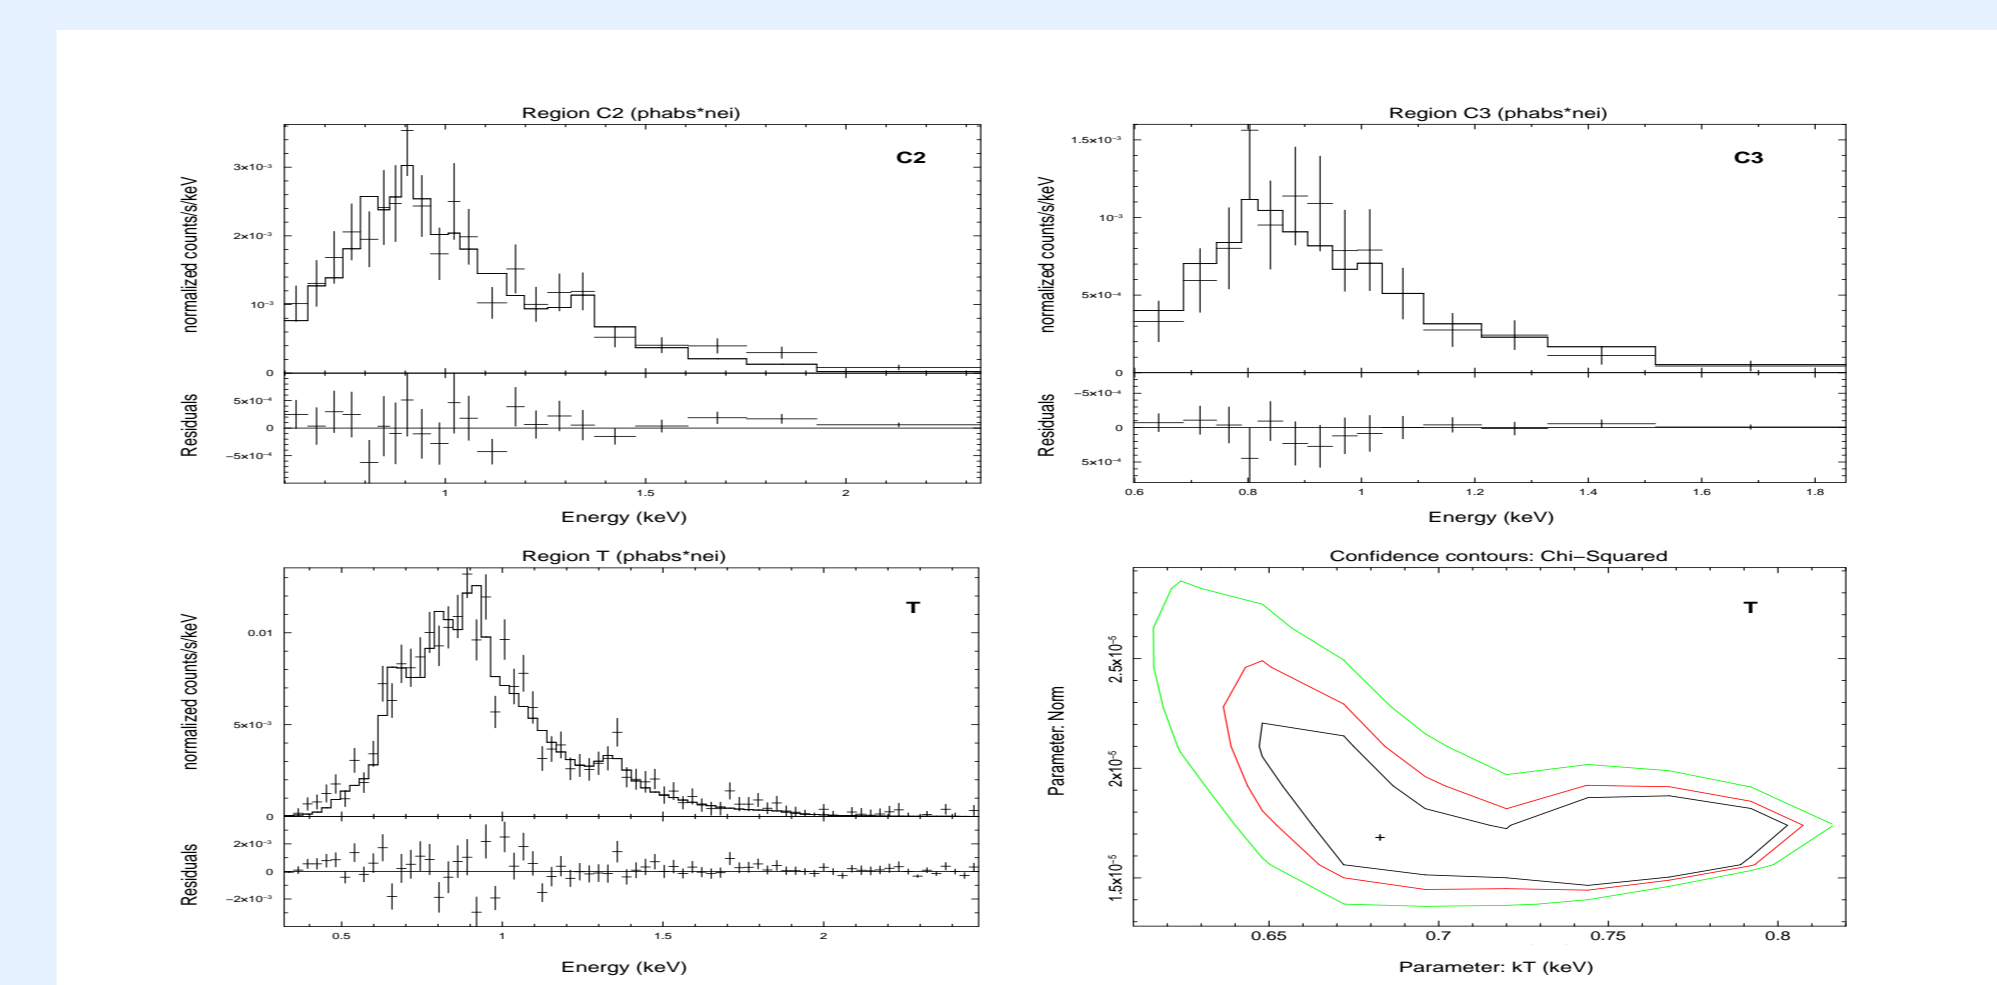 Region C2 (phabs*nei)
C2
normalized counts/s/keV
3x10⁻³
2x10⁻³
10⁻³
0
Residuals
5x10⁻⁴
0
−5x10⁻⁴
1 1.5 2
Energy (keV)
Region C3 (phabs*nei)
C3
normalized counts/s/keV
1.5x10⁻³
10⁻³
5x10⁻⁴
0
Residuals
−5x10⁻⁴
0
5x10⁻⁴
0.6 0.8 1 1.2 1.4 1.6 1.8
Energy (keV)
Region T (phabs*nei)
T
normalized counts/s/keV
0.01
5x10⁻³
0
Residuals
2x10⁻³
0
−2x10⁻³
0.5 1 1.5 2
Energy (keV)
Confidence contours: Chi−Squared
T
Parameter: Norm
2.5x10⁻⁵
2x10⁻⁵
1.5x10⁻⁵
0.65 0.7 0.75 0.8
Parameter: kT (keV)